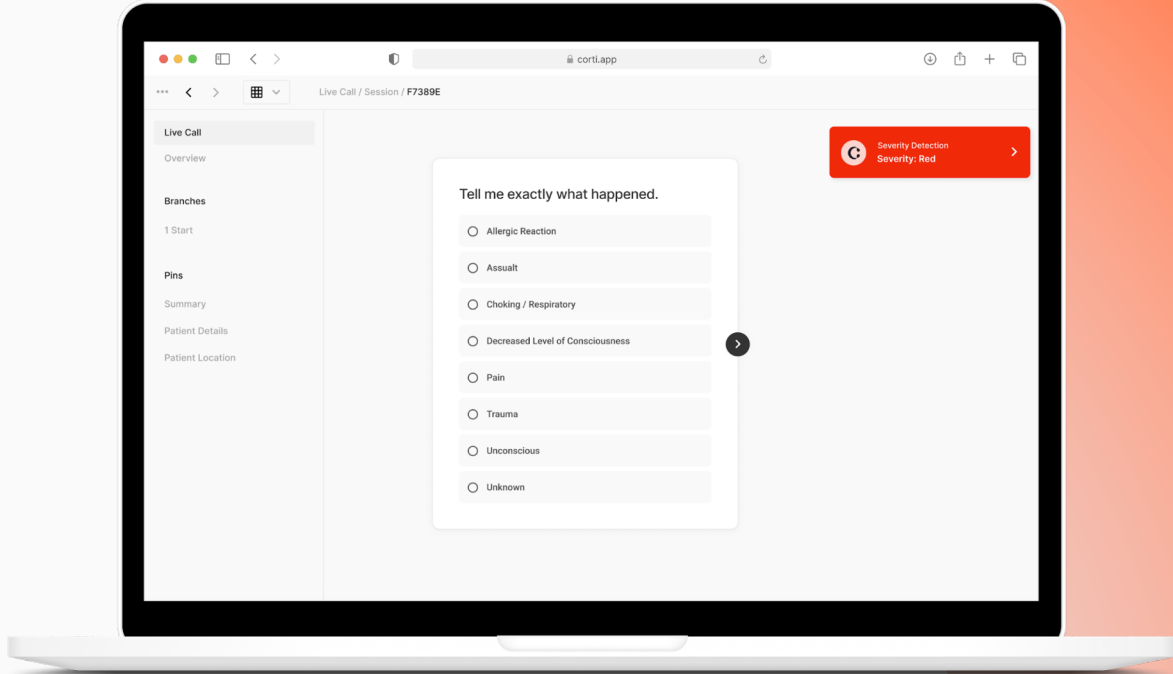 corti.app
Live Call / Session / F7389E
Live Call
Overview
Branches
1 Start
Pins
Summary
Patient Details
Patient Location
Tell me exactly what happened.
Allergic Reaction
Assualt
Choking / Respiratory
Decreased Level of Consciousness
Pain
Trauma
Unconscious
Unknown
Severity Detection
Severity: Red